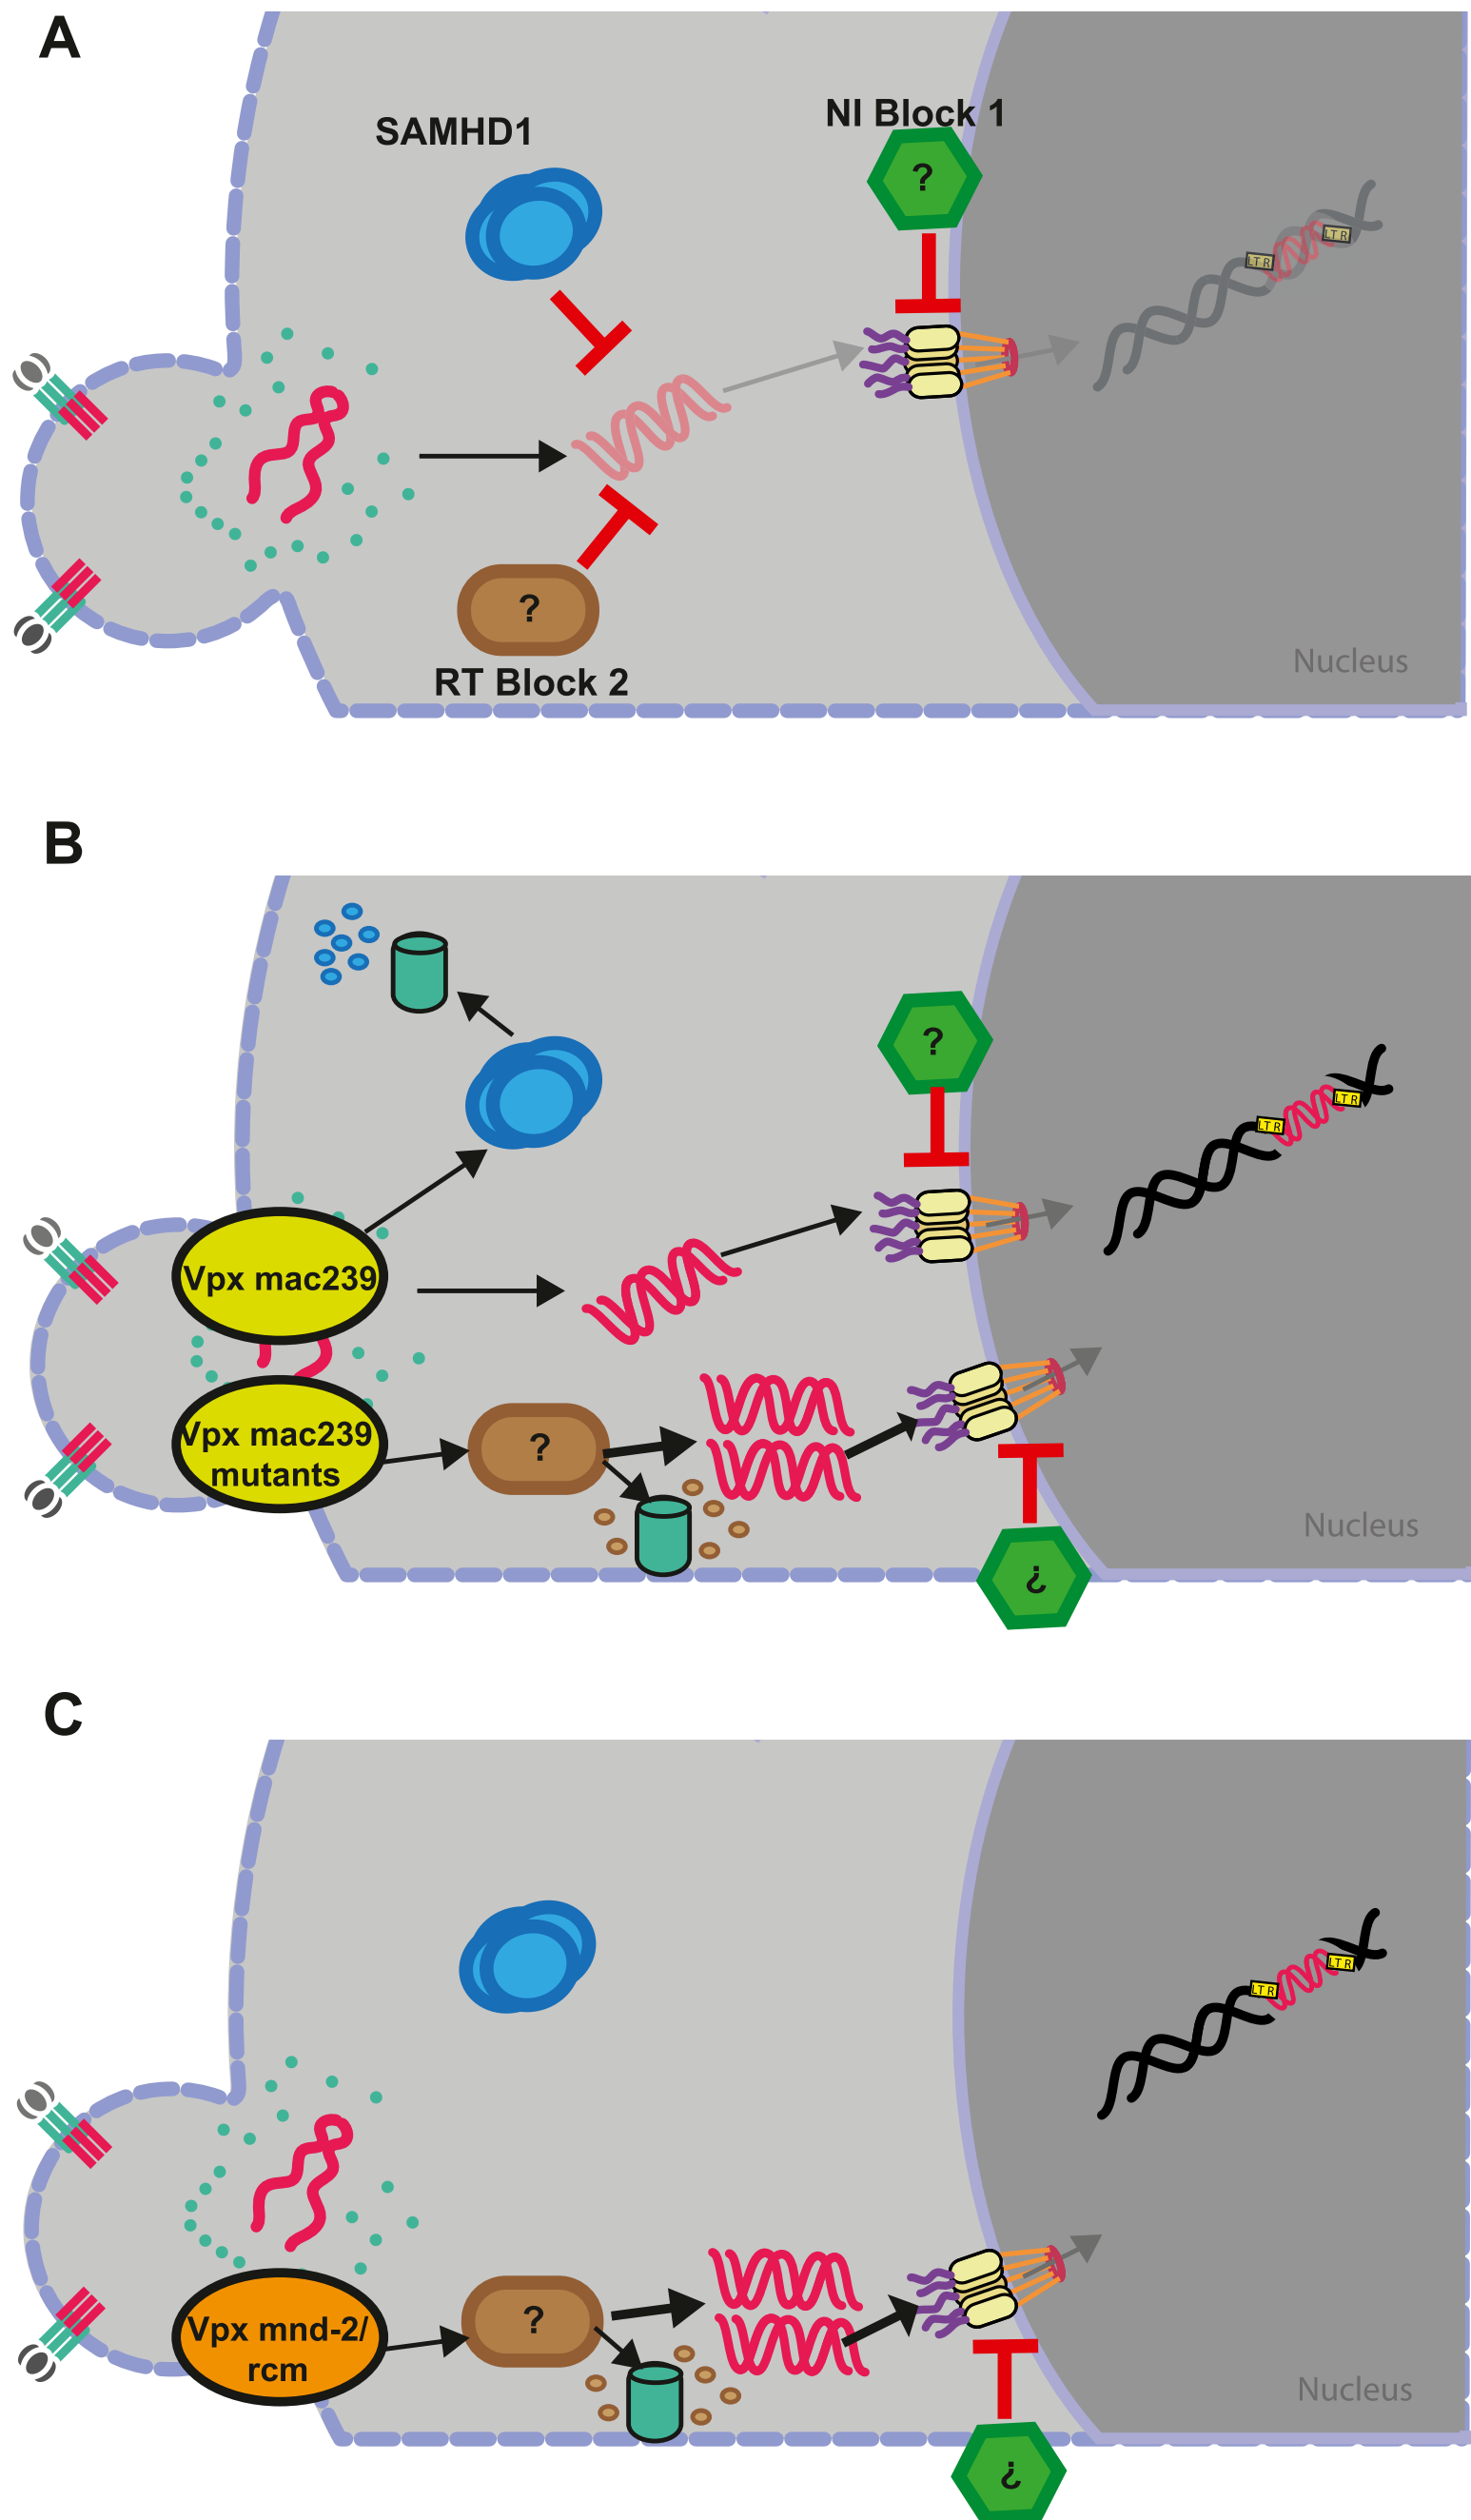 A
SAMHD1
NI Block 1
?
LTR
LTR
?
RT Block 2
Nucleus
B
?
LTR
LTR
Vpx mac239
Vpx mac239
mutants
?
Nucleus
¿
C
LTR
LTR
Vpx mnd-2/
rcm
?
Nucleus
¿